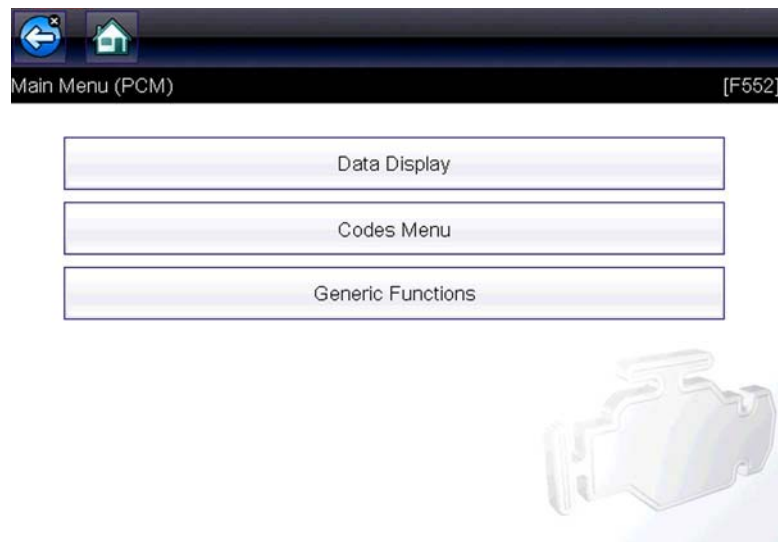 Main Menu (PCM) [F552]
Data Display
Codes Menu
Generic Functions